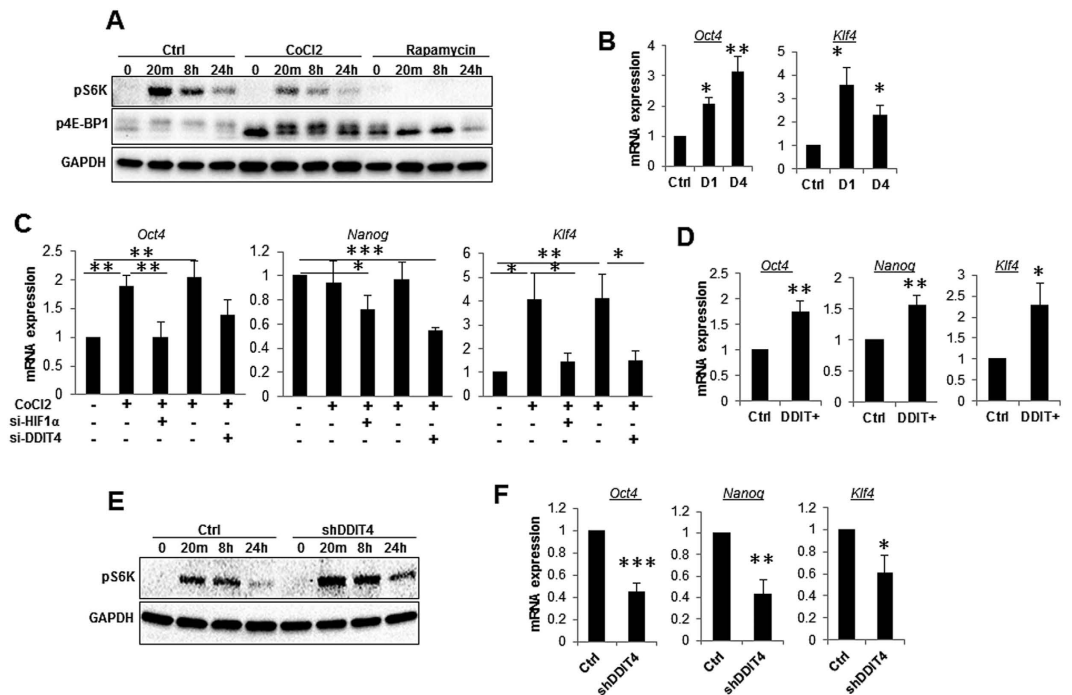 A
Ctrl CoCl2 Rapamycin
0 20m 8h 24h 0 20m 8h 24h 0 20m 8h 24h
pS6K
p4E-BP1
GAPDH
B
Oct4
mRNA expression
4
3
2
1
0
*
**
Ctrl D1 D4
Klf4
5
4
3
2
1
0
*
*
Ctrl D1 D4
C
Oct4
mRNA expression
2.5
2
1.5
1
0.5
0
**
** **
Nanog
1.2
1
0.8
0.6
0.4
0.2
0
***
*
Klf4
6
5
4
3
2
1
0
** *
* *
CoCl2 - + + + + - + + + + - + + + +
si-HIF1α - - + - - - - + - - - - + - -
si-DDIT4 - - - - + - - - - + - - - - +
D
Oct4
mRNA expression
2.5
2
1.5
1
0.5
0
**
Ctrl DDIT+
Nanog
2
1.5
1
0.5
0
**
Ctrl DDIT+
Klf4
3
2.5
2
1.5
1
0.5
0
*
Ctrl DDIT+
E
Ctrl shDDIT4
0 20m 8h 24h 0 20m 8h 24h
pS6K
GAPDH
F
Oct4
mRNA expression
1.2
1
0.8
0.6
0.4
0.2
0
***
Ctrl shDDIT4
Nanog
1.2
1
0.8
0.6
0.4
0.2
0
**
Ctrl shDDIT4
Klf4
1.2
1
0.8
0.6
0.4
0.2
0
*
Ctrl shDDIT4